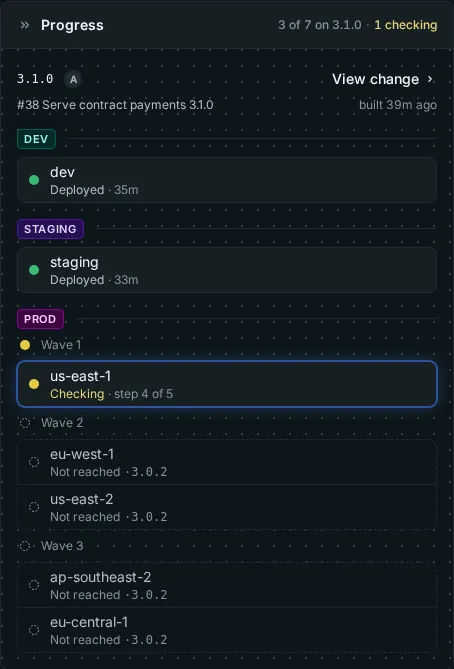 Progress
3 of 7 on 3.1.0 · 1 checking
3.1.0 A
View change
#38 Serve contract payments 3.1.0
built 39m ago
DEV
dev
Deployed · 35m
STAGING
staging
Deployed · 33m
PROD
Wave 1
us-east-1
Checking · step 4 of 5
Wave 2
eu-west-1
Not reached · 3.0.2
us-east-2
Not reached · 3.0.2
Wave 3
ap-southeast-2
Not reached · 3.0.2
eu-central-1
Not reached · 3.0.2